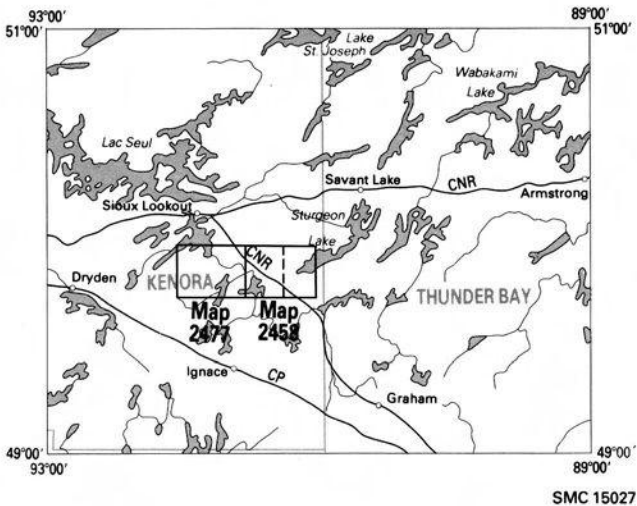 93°00'
89°00'
51°00'
51°00'
Lake
St. Joseph
Wabakami
Lake
Lac Seul
Savant Lake
CNR
Armstrong
Sioux Lookout
Sturgeon
Lake
CNR
Dryden
KENORA
THUNDER BAY
Map
2477
Map
2458
Ignace
CP
Graham
49°00'
49°00'
93°00'
89°00'
SMC 15027